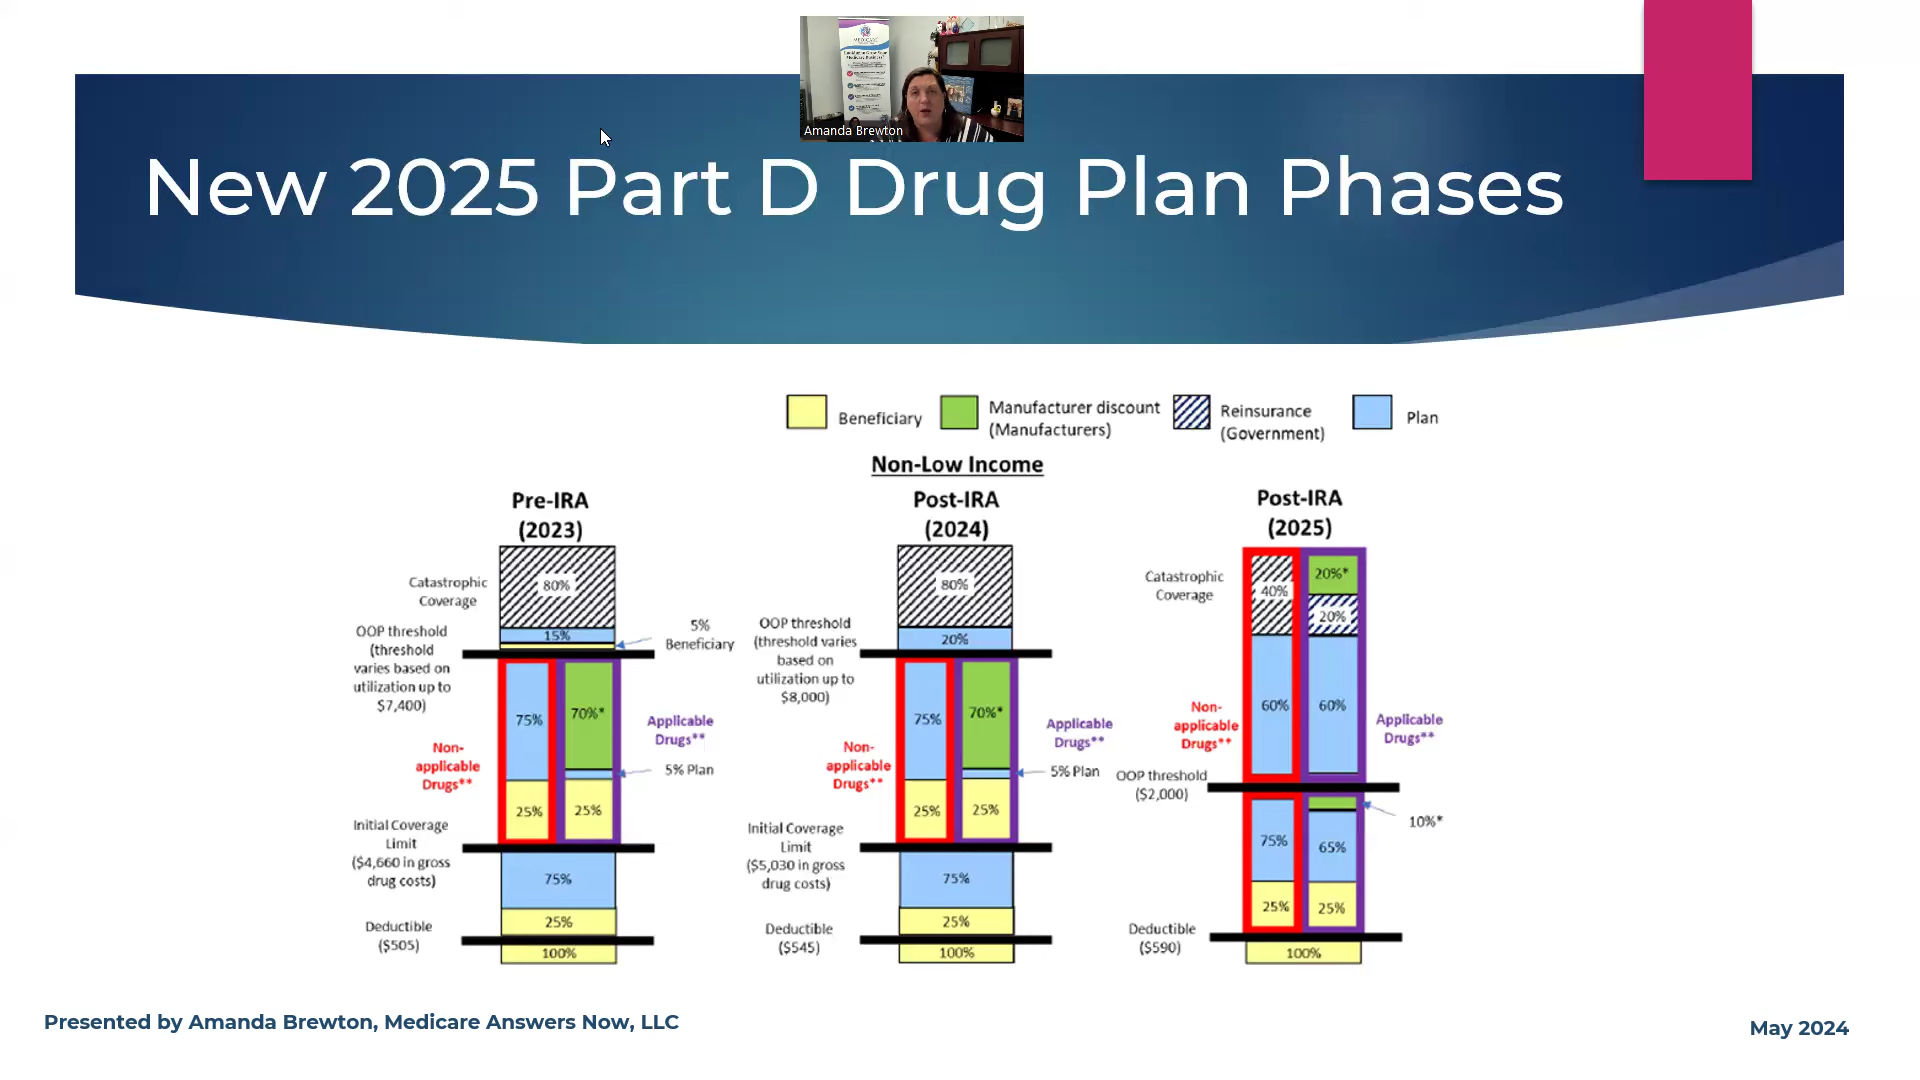 MEDICARE
Amanda Brewton
New 2025 Part D Drug Plan Phases
Beneficiary
Manufacturer discount
(Manufacturers)
Reinsurance
(Government)
Plan
Non-Low Income
Pre-IRA
(2023)
80%
15%
Catastrophic
Coverage
5%
Beneficiary
OOP threshold
(threshold
varies based on
utilization up to
$7,400)
75%
70%*
Applicable
Drugs**
Non-
applicable
Drugs**
5% Plan
25%
25%
Initial Coverage
Limit
($4,660 in gross
drug costs)
75%
25%
Deductible
($505)
100%
Post-IRA
(2024)
80%
20%
OOP threshold
(threshold varies
based on
utilization up to
$8,000)
75%
70%*
Applicable
Drugs**
Non-
applicable
Drugs**
5% Plan
25%
25%
Initial Coverage
Limit
($5,030 in gross
drug costs)
75%
25%
Deductible
($545)
100%
Post-IRA
(2025)
Catastrophic
Coverage
40%
20%*
20%
60%
60%
Non-
applicable
Drugs**
Applicable
Drugs**
OOP threshold
($2,000)
10%*
75%
65%
25%
25%
Deductible
($590)
100%
Presented by Amanda Brewton, Medicare Answers Now, LLC
May 2024